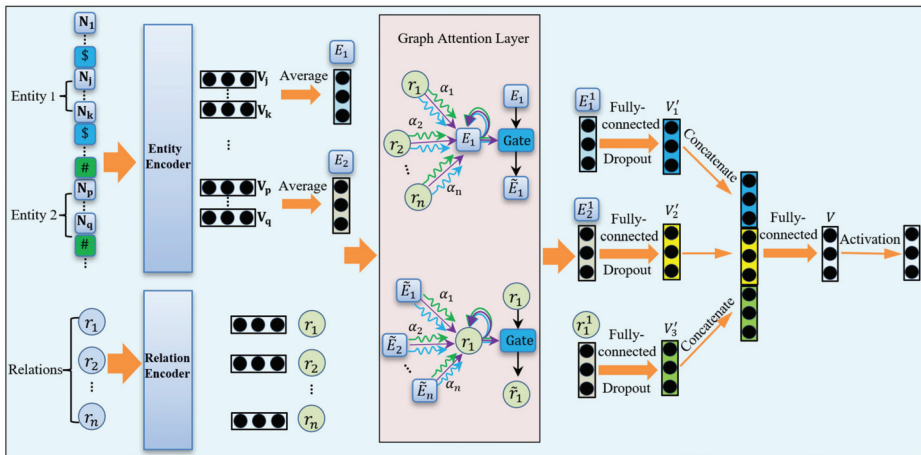 N1
$
Nj
Entity 1
Nk
$
#
Np
Entity 2
Nq
#
Relations
r1
r2
rn
Entity
Encoder
Relation
Encoder
Vj
Vk
Vp
Vq
Average
Average
E1
E2
r1
r2
rn
Graph Attention Layer
r1
α1
α2
r2
rn
αn
E1
E1
Gate
Ẽ1
Ẽ1
α1
α2
Ẽ2
Ẽn
αn
r1
r1
Gate
r̃1
E₁¹
Fully-
connected
Dropout
V1′
Concatenate
E₂¹
Fully-
connected
Dropout
V2′
Fully-
connected
V
Activation
r₁¹
Fully-
connected
Dropout
V3′
Concatenate